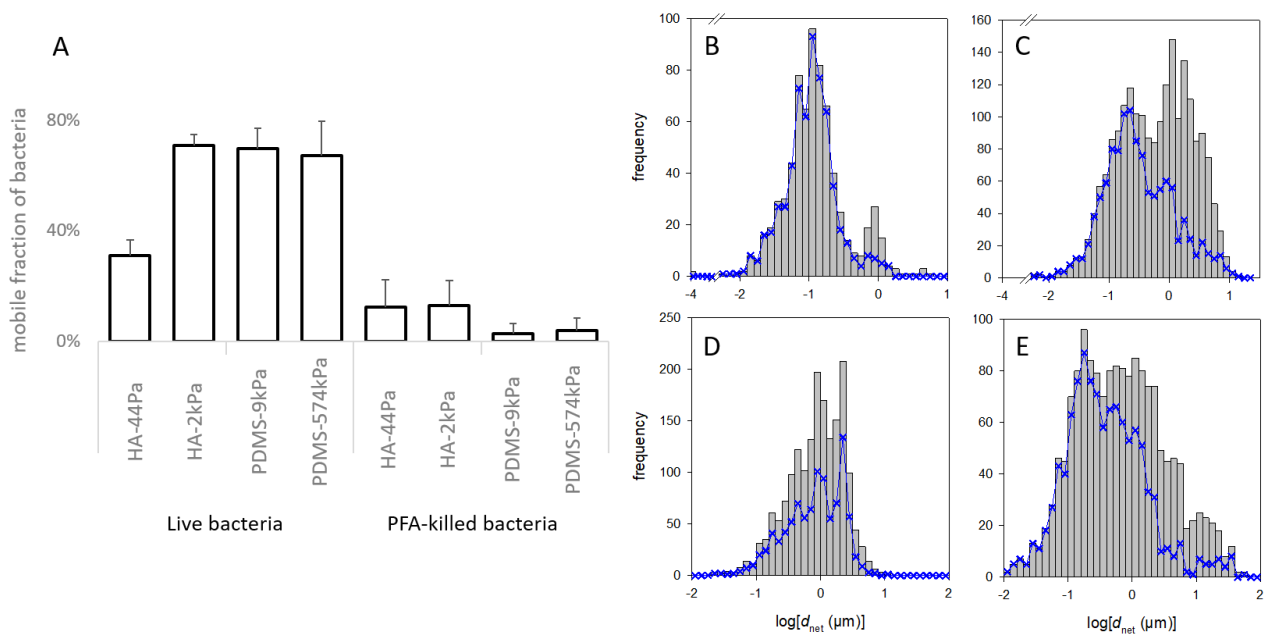 A
mobile fraction of bacteria
80%
40%
0%
HA-44Pa
HA-2kPa
PDMS-9kPa
PDMS-574kPa
HA-44Pa
HA-2kPa
PDMS-9kPa
PDMS-574kPa
Live bacteria
PFA-killed bacteria
B
frequency
100
80
60
40
20
0
-4
-2
-1
0
1
C
160
140
120
100
80
60
40
20
0
-4
-2
-1
0
1
D
frequency
250
200
150
100
50
0
-2
-1
0
1
2
log[dnet (µm)]
E
100
80
60
40
20
0
-2
-1
0
1
2
log[dnet (µm)]